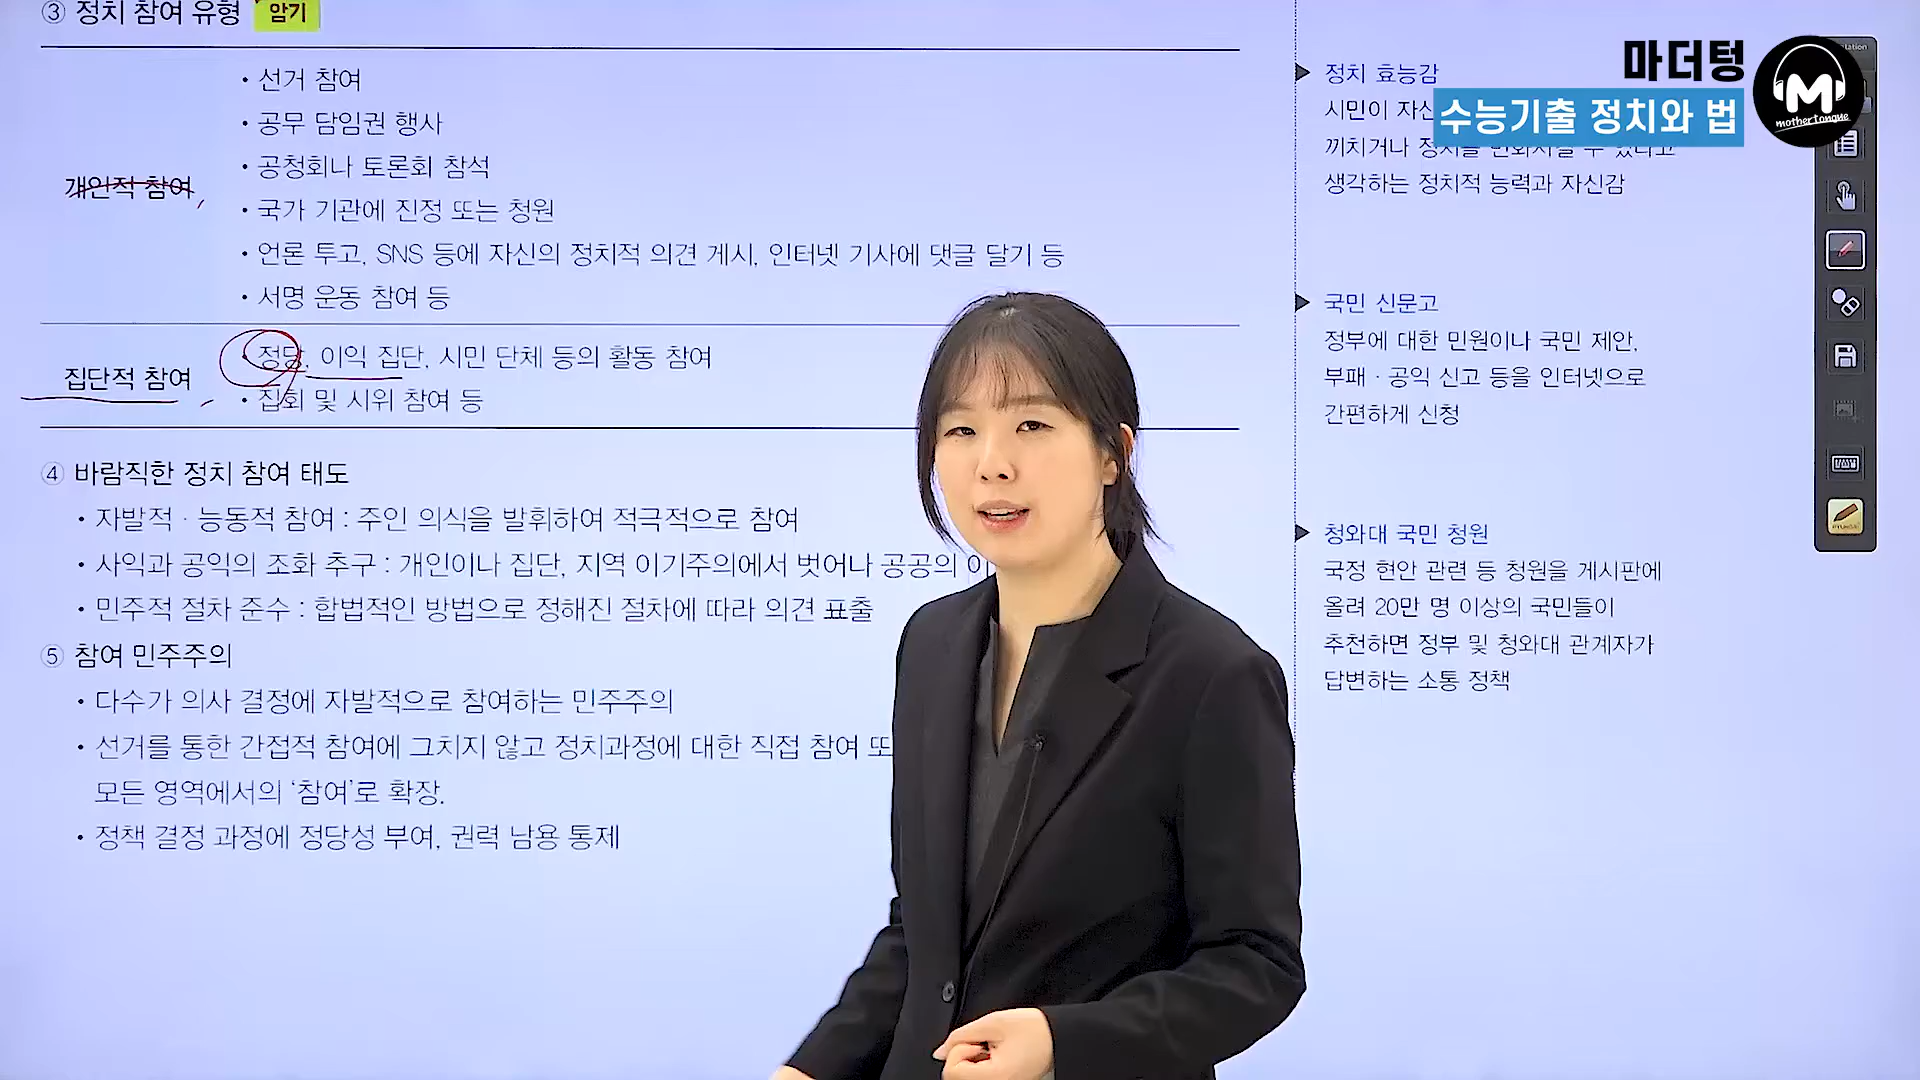 ③ 정치 참여 유형 암기
개인적 참여
• 선거 참여
• 공무 담임권 행사
• 공청회나 토론회 참석
• 국가 기관에 진정 또는 청원
• 언론 투고, SNS 등에 자신의 정치적 의견 게시, 인터넷 기사에 댓글 달기 등
• 서명 운동 참여 등
집단적 참여
• 정당, 이익 집단, 시민 단체 등의 활동 참여
• 집회 및 시위 참여 등
④ 바람직한 정치 참여 태도
• 자발적 · 능동적 참여 : 주인 의식을 발휘하여 적극적으로 참여
• 사익과 공익의 조화 추구 : 개인이나 집단, 지역 이기주의에서 벗어나 공공의
• 민주적 절차 준수 : 합법적인 방법으로 정해진 절차에 따라 의견 표출
⑤ 참여 민주주의
• 다수가 의사 결정에 자발적으로 참여하는 민주주의
• 선거를 통한 간접적 참여에 그치지 않고 정치과정에 대한 직접 참여
모든 영역에서의 ‘참여’로 확장.
• 정책 결정 과정에 정당성 부여, 권력 남용 통제
▶ 정치 효능감
시민이
끼치거나
생각하는 정치적 능력과 자신감
▶ 국민 신문고
정부에 대한 민원이나 국민 제안,
부패 · 공익 신고 등을 인터넷으로
간편하게 신청
▶ 청와대 국민 청원
국정 현안 관련 등 청원을 게시판에
올려 20만 명 이상의 국민들이
추천하면 정부 및 청와대 관계자가
답변하는 소통 정책
마더텅
수능기출 정치와 법
M
mothertongue